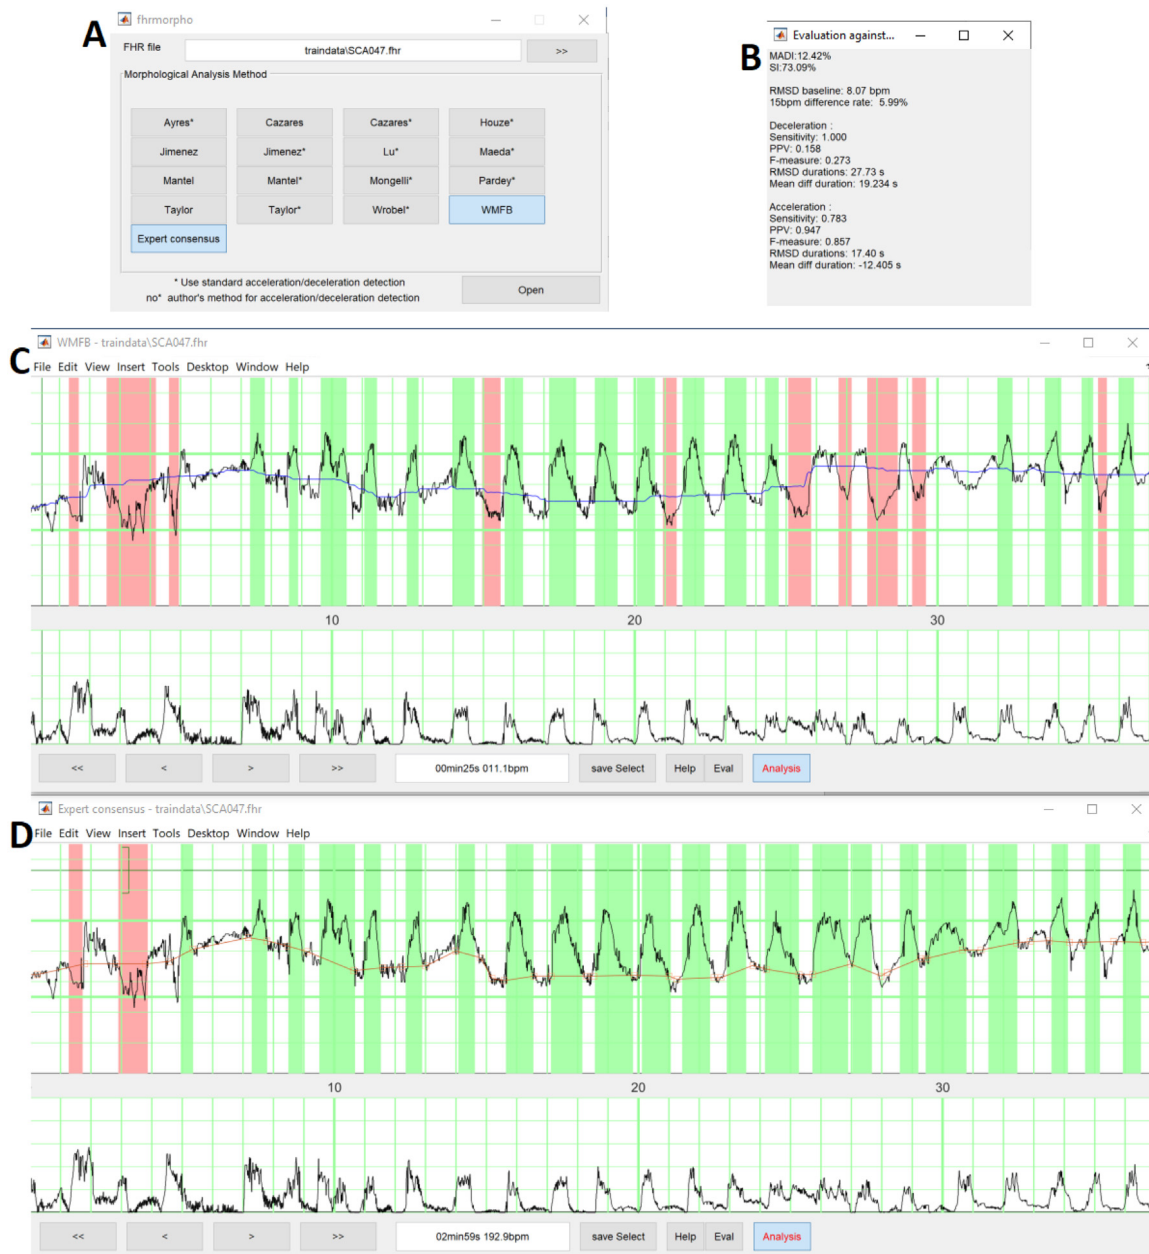 A
fhrmorpho
FHR file
traindata\SCA047.fhr
>>
Morphological Analysis Method
Ayres*
Cazares
Cazares*
Houze*
Jimenez
Jimenez*
Lu*
Maeda*
Mantel
Mantel*
Mongelli*
Pardey*
Taylor
Taylor*
Wrobel*
WMFB
Expert consensus
* Use standard acceleration/deceleration detection
no* author's method for acceleration/deceleration detection
Open
B
Evaluation against...
MADI:12.42%
SI:73.09%
RMSD baseline: 8.07 bpm
15bpm difference rate: 5.99%
Deceleration :
Sensitivity: 1.000
PPV: 0.158
F-measure: 0.273
RMSD durations: 27.73 s
Mean diff duration: 19.234 s
Acceleration :
Sensitivity: 0.783
PPV: 0.947
F-measure: 0.857
RMSD durations: 17.40 s
Mean diff duration: -12.405 s
C
WMFB - traindata\SCA047.fhr
File Edit View Insert Tools Desktop Window Help
10 20 30
<< < > >> 00min25s 011.1bpm save Select Help Eval Analysis
D
Expert consensus - traindata\SCA047.fhr
File Edit View Insert Tools Desktop Window Help
10 20 30
<< < > >> 02min59s 192.9bpm save Select Help Eval Analysis